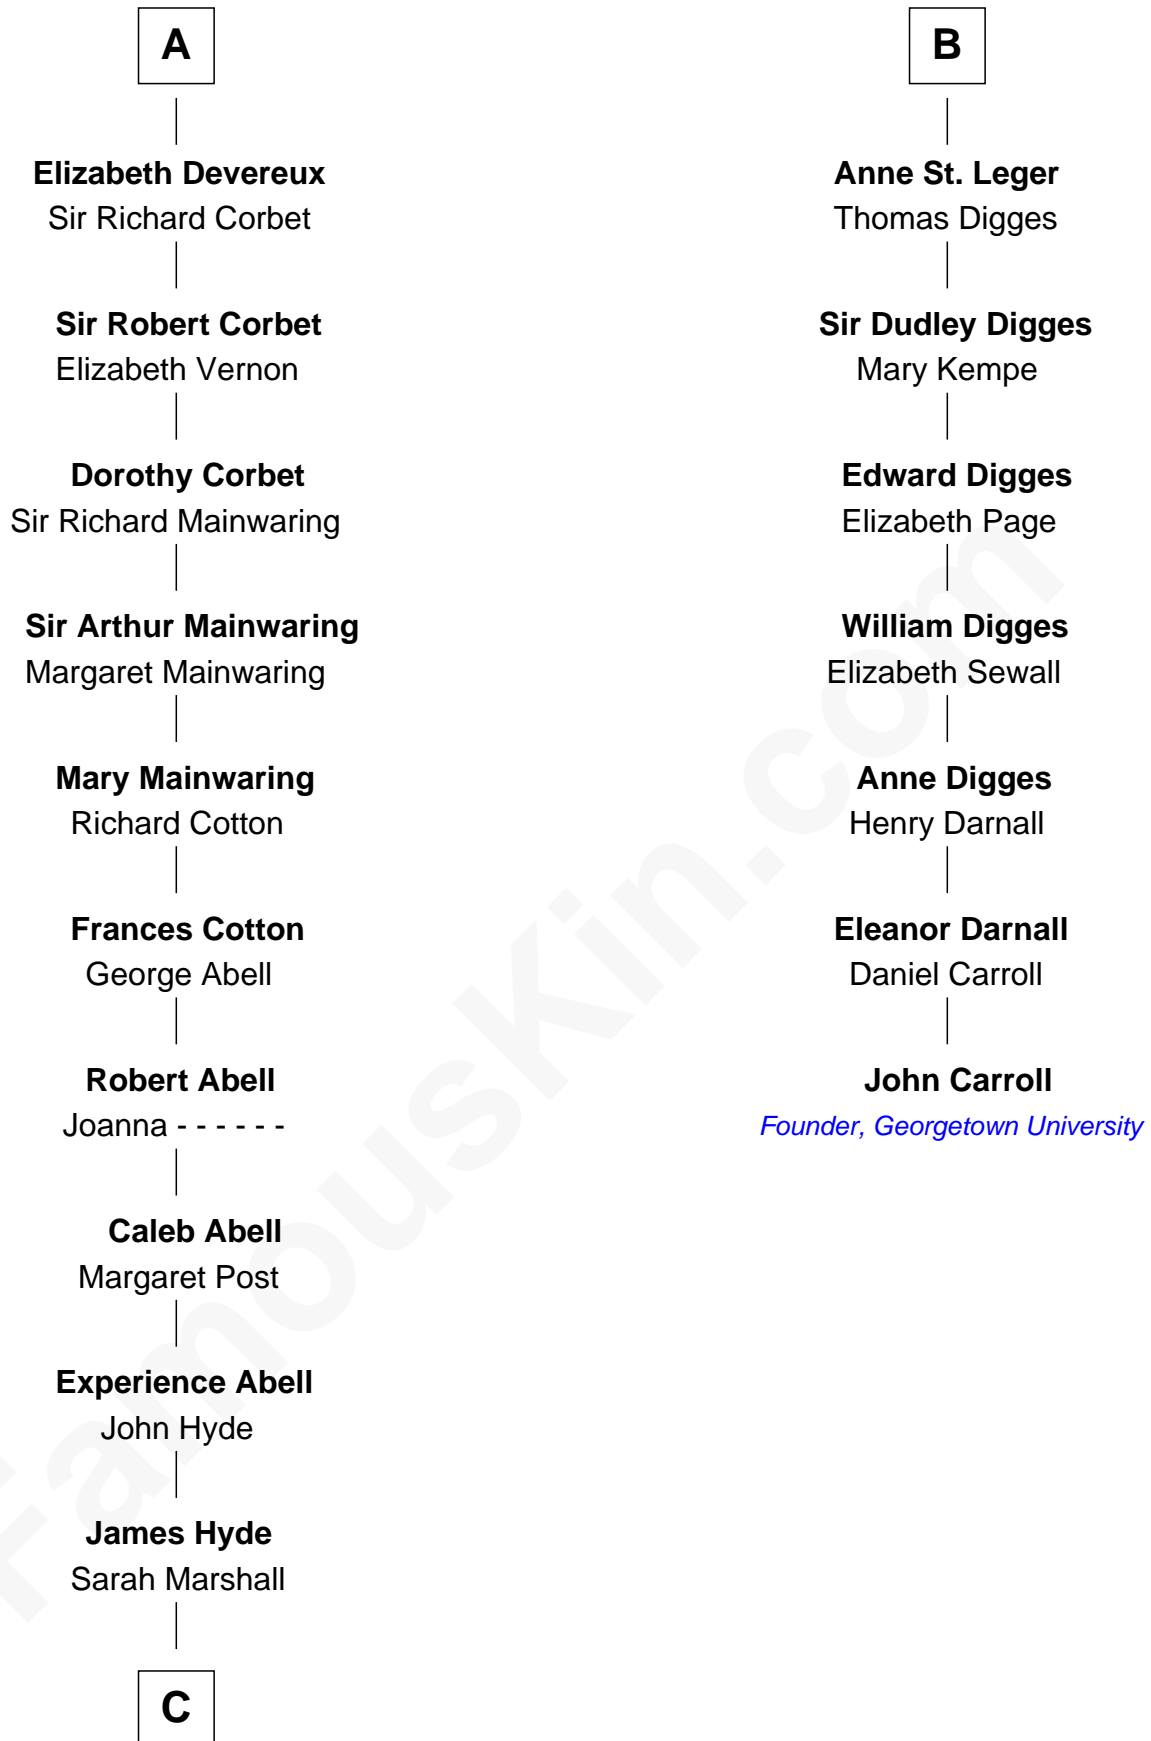 A
Elizabeth Devereux
Sir Richard Corbet
Sir Robert Corbet
Elizabeth Vernon
Dorothy Corbet
Sir Richard Mainwaring
Sir Arthur Mainwaring
Margaret Mainwaring
Mary Mainwaring
Richard Cotton
Frances Cotton
George Abell
Robert Abell
Joanna - - - - - -
Caleb Abell
Margaret Post
Experience Abell
John Hyde
James Hyde
Sarah Marshall
C
B
Anne St. Leger
Thomas Digges
Sir Dudley Digges
Mary Kempe
Edward Digges
Elizabeth Page
William Digges
Elizabeth Sewall
Anne Digges
Henry Darnall
Eleanor Darnall
Daniel Carroll
John Carroll
Founder, Georgetown University
FamousKin.com